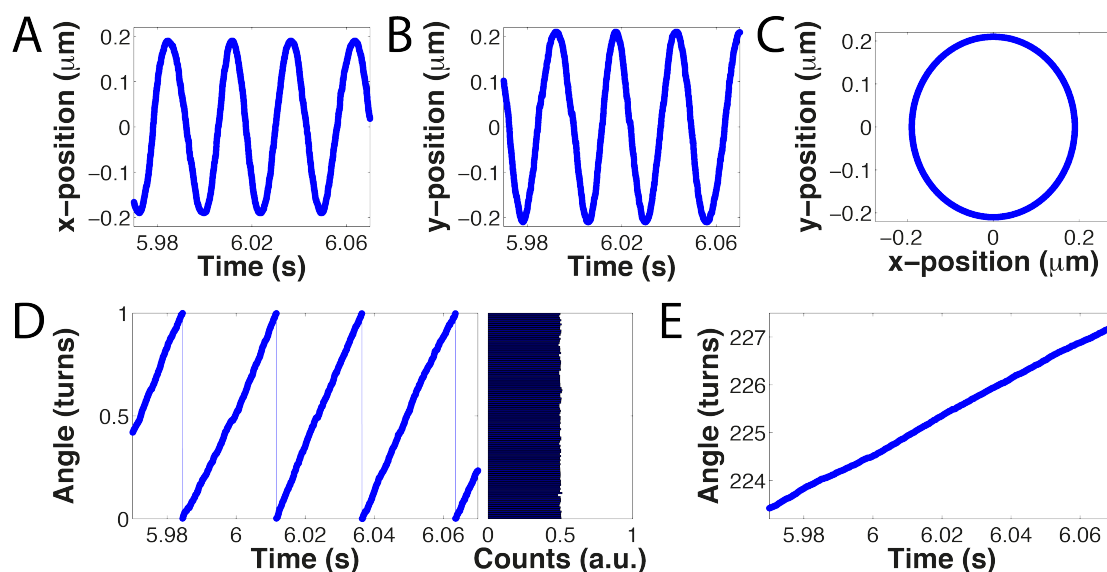 A
x-position (μm)
0.2
0.1
0
−0.1
−0.2
5.98
6.02
6.06
Time (s)
B
y-position (μm)
0.2
0.1
0
−0.1
−0.2
5.98
6.02
6.06
Time (s)
C
y-position (μm)
0.2
0.1
0
−0.1
−0.2
−0.2
0
0.2
x-position (μm)
D
Angle (turns)
1
0.5
0
5.98
6
6.02
6.04
6.06
Time (s)
0
0.5
1
Counts (a.u.)
E
Angle (turns)
227
226
225
224
5.98
6
6.02
6.04
6.06
Time (s)